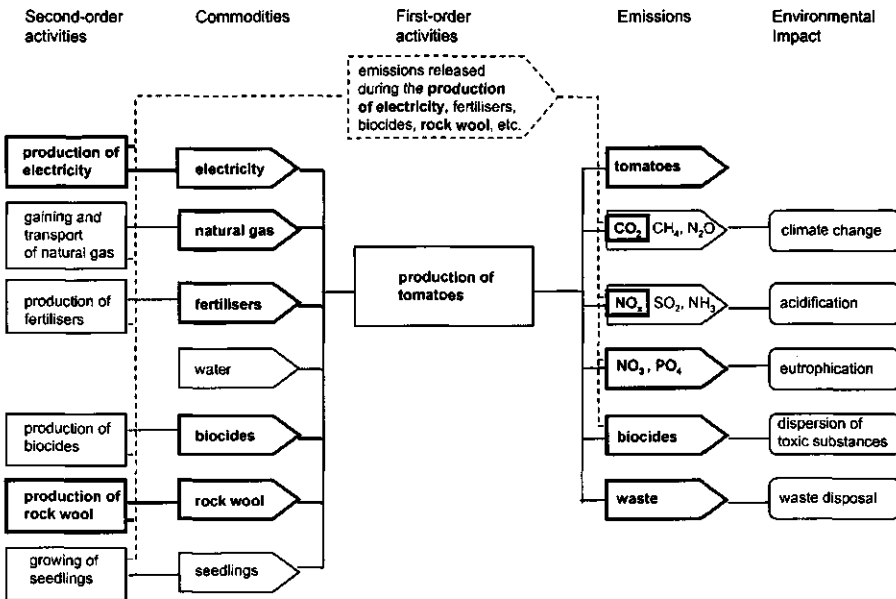 Second-order
activities
Commodities
First-order
activities
Emissions
Environmental
Impact
emissions released
during the production
of electricity, fertilisers,
biocides, rock wool, etc.
production of
electricity
electricity
gaining and
transport
of natural gas
natural gas
production of
fertilisers
fertilisers
water
production of
biocides
biocides
production of
rock wool
rock wool
growing of
seedlings
seedlings
production of
tomatoes
tomatoes
CO₂ CH₄, N₂O
climate change
NOₓ SO₂, NH₃
acidification
NO₃, PO₄
eutrophication
biocides
dispersion of
toxic substances
waste
waste disposal